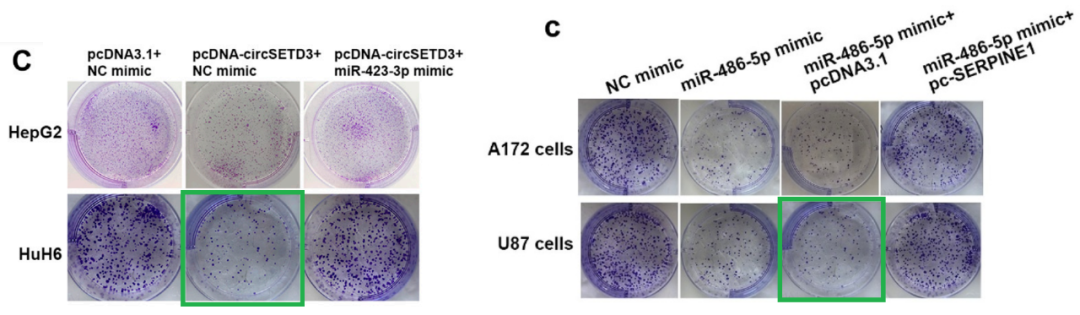 C
pcDNA3.1+
NC mimic
pcDNA-circSETD3+
NC mimic
pcDNA-circSETD3+
miR-423-3p mimic
HepG2
HuH6
c
NC mimic
miR-486-5p mimic
miR-486-5p mimic+
pcDNA3.1
miR-486-5p mimic+
pc-SERPINE1
A172 cells
U87 cells